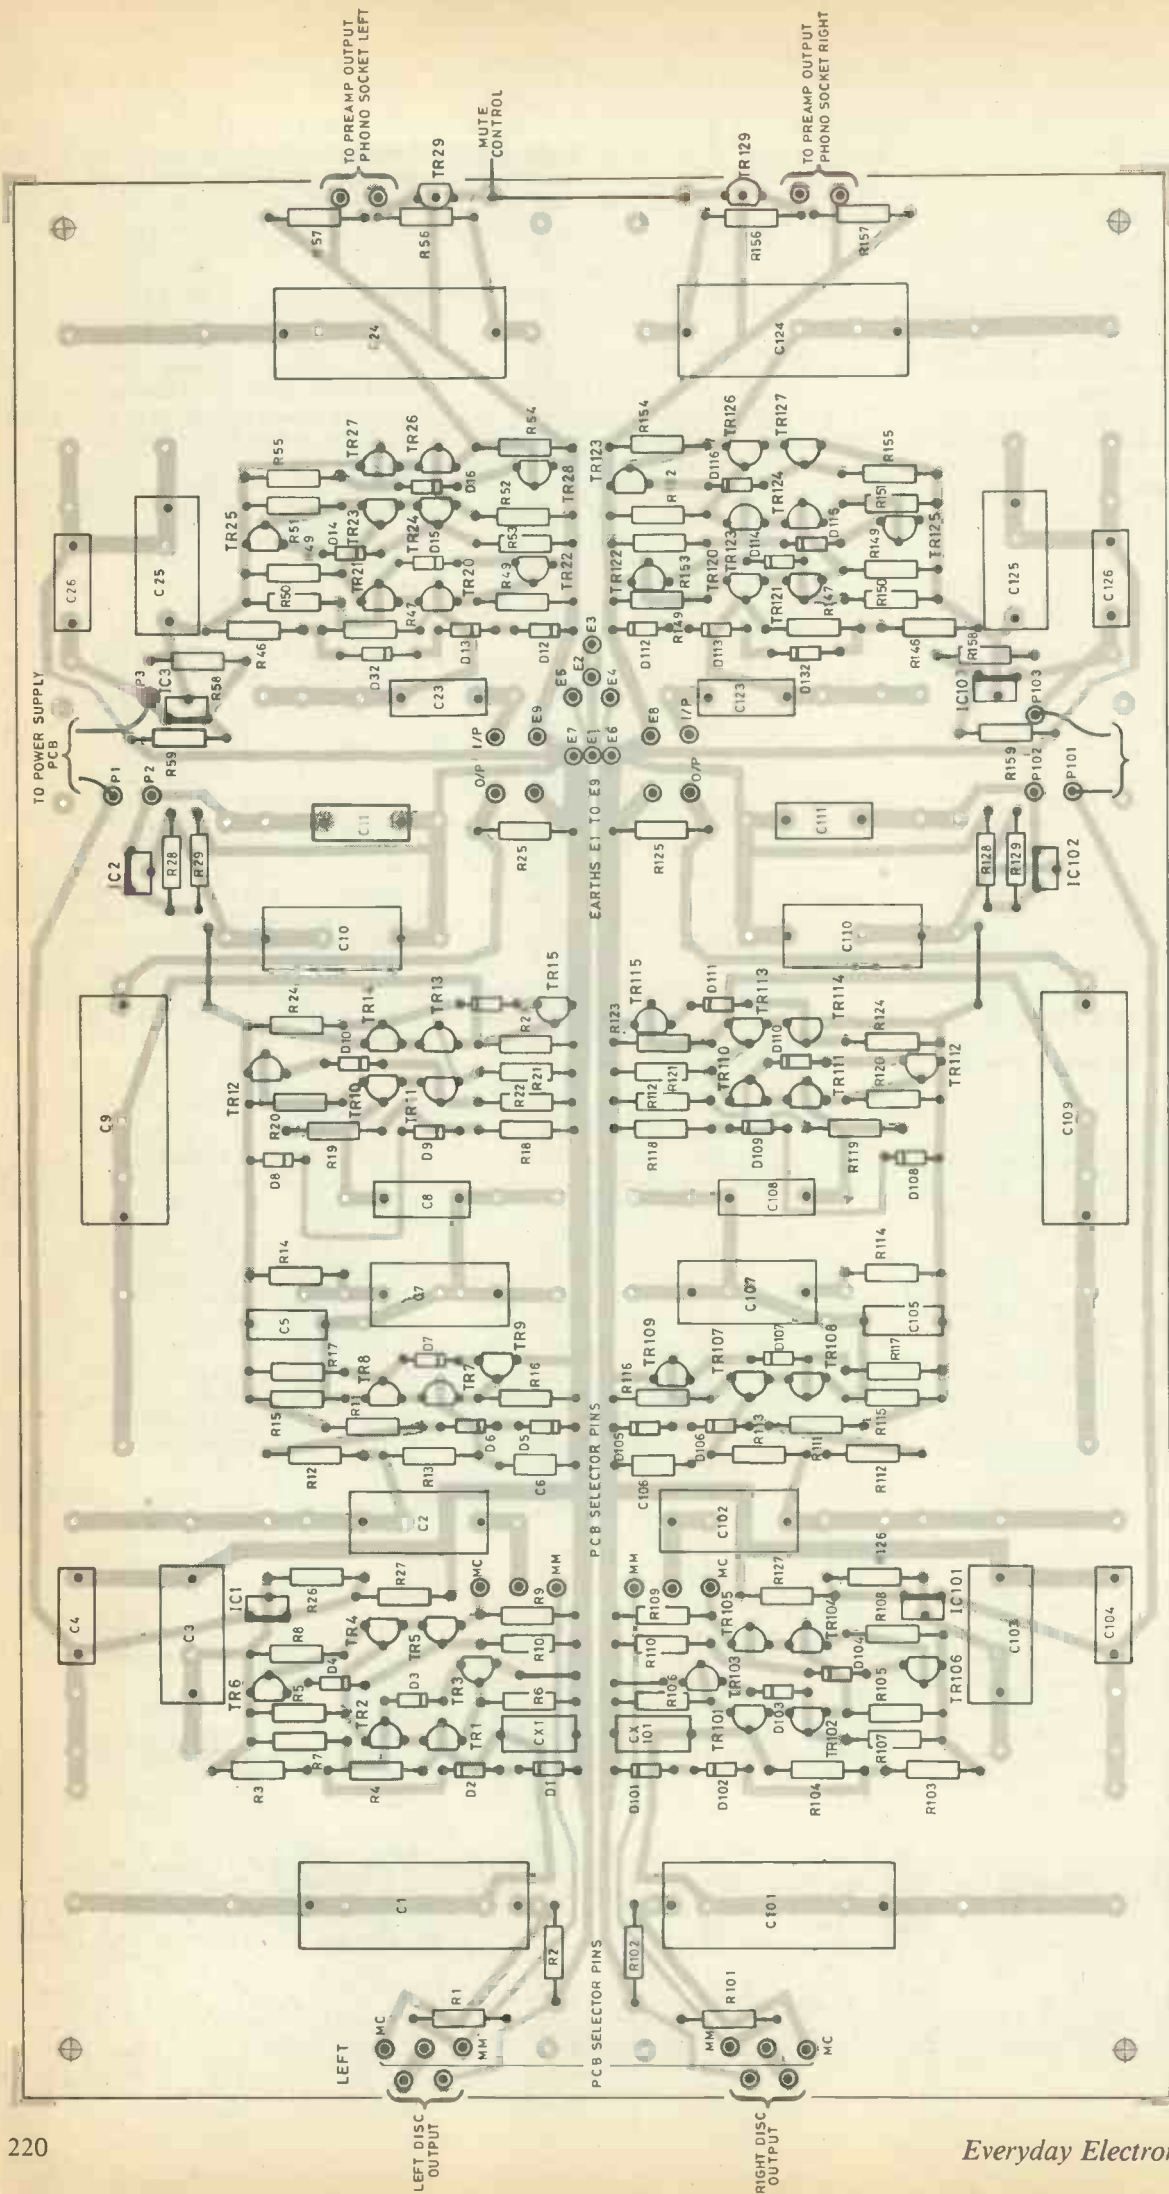 TO PREAMP OUTPUT
PHONO SOCKET LEFT
TR29
MUTE
CONTROL
TR129
TO PREAMP OUTPUT
PHONO SOCKET RIGHT
57
R56
R156
R157
24
C124
C26
C25
TR25
R55
R51
49
R50
R46
D14
TR27
TR23
TR21
R47
D32
TR26
D16
TR24
D15
TR20
D13
R54
R52
TR28
R53
R49
TR22
D12
TR123
R154
TR122
R153
R149
D112
TR126
D116
TR124
TR123
D114
TR120
D113
TR127
D115
TR121
R147
D132
R155
R151
R149
TR125
R150
R146
R158
C125
C126
TO POWER SUPPLY
PCB
P3
IC3
R58
R59
P1
P2
C23
I/P
E9
O/P
E3
E2
E5
E4
E7
E1
E6
E8
I/P
O/P
C123
IC103
P103
R159
P102
P101
C11
R25
EARTHS E1 TO E9
R125
C111
IC2
R28
R29
R128
R129
IC102
C10
C110
C9
R24
TR14
TR13
TR15
D10
TR12
TR10
TR11
R20
R19
D8
D9
R2
R21
R22
R18
R123
TR115
D111
TR113
D110
TR114
R121
R112
TR110
TR111
R124
R120
TR112
R118
D109
R119
D108
C109
C8
C108
R14
C5
C7
C107
R114
C105
R17
R15
TR8
R11
D7
TR7
TR9
R16
D6
D5
R12
R13
C6
PCB SELECTOR PINS
R116
TR109
TR107
D107
TR108
R117
R115
D105
D106
R113
R111
R112
C106
C2
C102
C4
C3
IC1
R26
R27
MC
MM
R9
R10
MM
MC
R109
R110
R127
126
R108
IC101
C103
C104
R8
TR6
TR4
TR5
D4
R5
TR2
D3
TR3
R6
R7
TR1
CX1
R3
R4
D2
D1
TR105
TR104
R106
TR103
D104
D103
TR101
TR102
R105
R107
TR106
CX
101
D101
D102
R104
R103
C1
R2
R102
C101
R1
R101
LEFT
MC
MM
PCB SELECTOR PINS
MM
MC
LEFT DISC
OUTPUT
RIGHT DISC
OUTPUT
220
Everyday